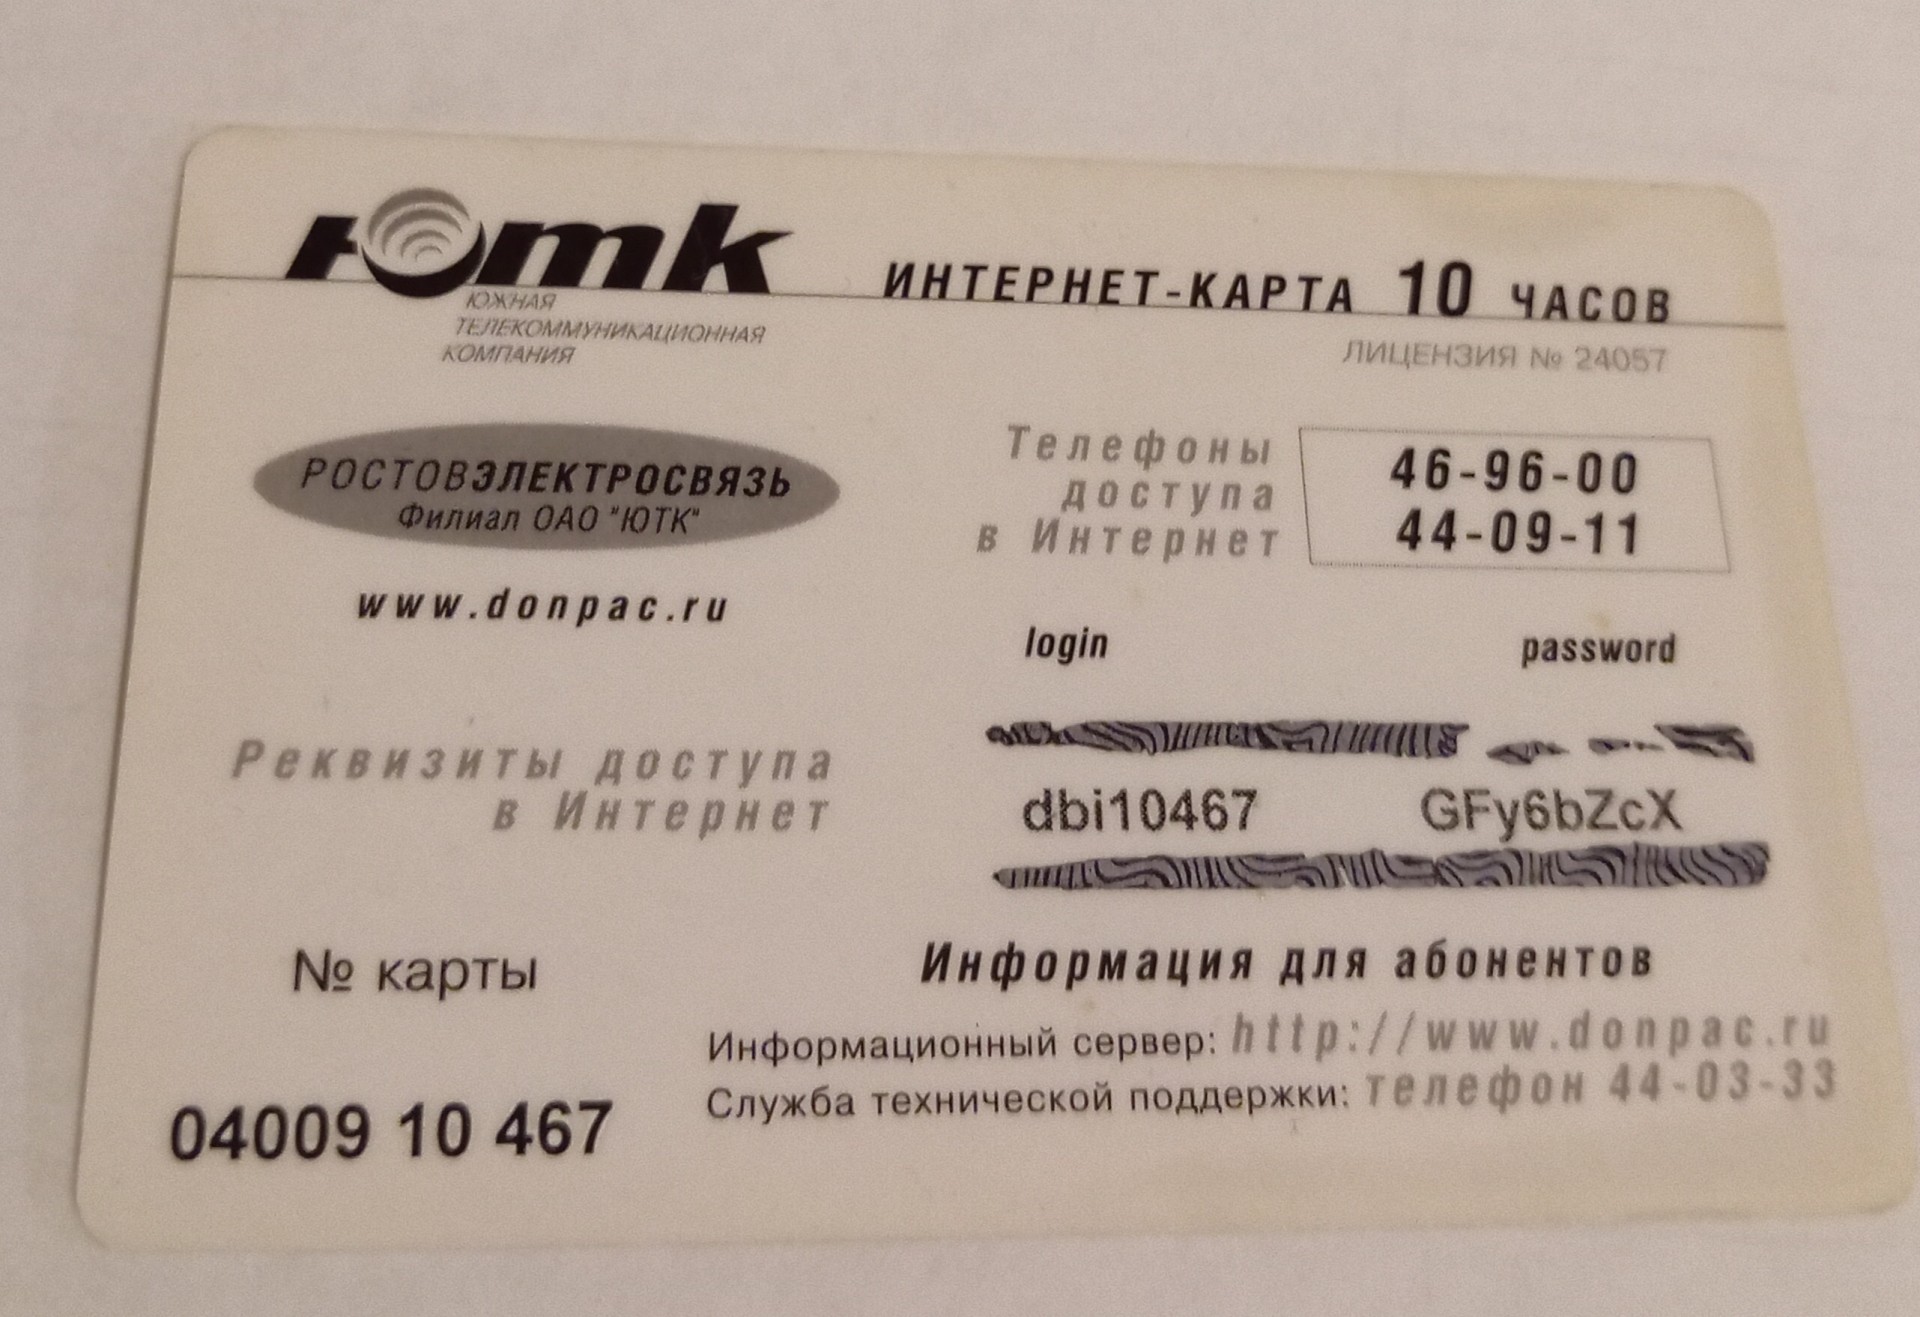 ЮТК
ЮЖНАЯ
ТЕЛЕКОММУНИКАЦИОННАЯ
КОМПАНИЯ
ИНТЕРНЕТ-КАРТА 10 ЧАСОВ
ЛИЦЕНЗИЯ № 24057
РОСТОВЭЛЕКТРОСВЯЗЬ
Филиал ОАО "ЮТК"
www.donpac.ru
Телефоны
доступа
в Интернет
46-96-00
44-09-11
login password
Реквизиты доступа
в Интернет
dbi10467 GFy6bZcX
№ карты
04009 10 467
Информация для абонентов
Информационный сервер: http://www.donpac.ru
Служба технической поддержки: телефон 44-03-33